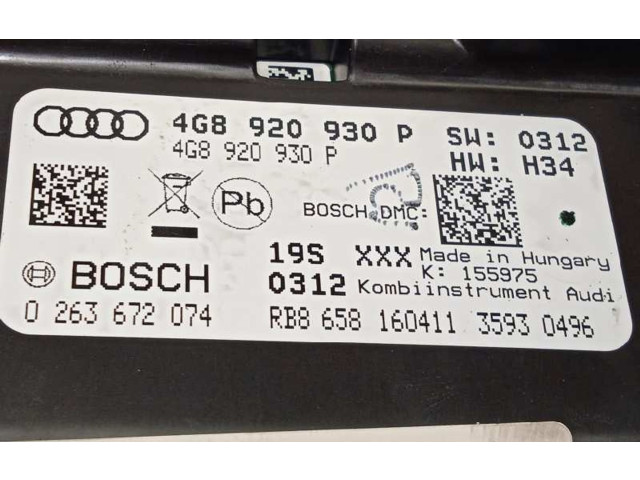 4G8 920 930 P SW: 0312
4G8 920 930 P HW: H34
Pb BOSCH DMC:
19S XXX Made in Hungary
K: 155975
BOSCH 0312 Kombiinstrument Audi
0 263 672 074 RB8 658 160411 3593 0496